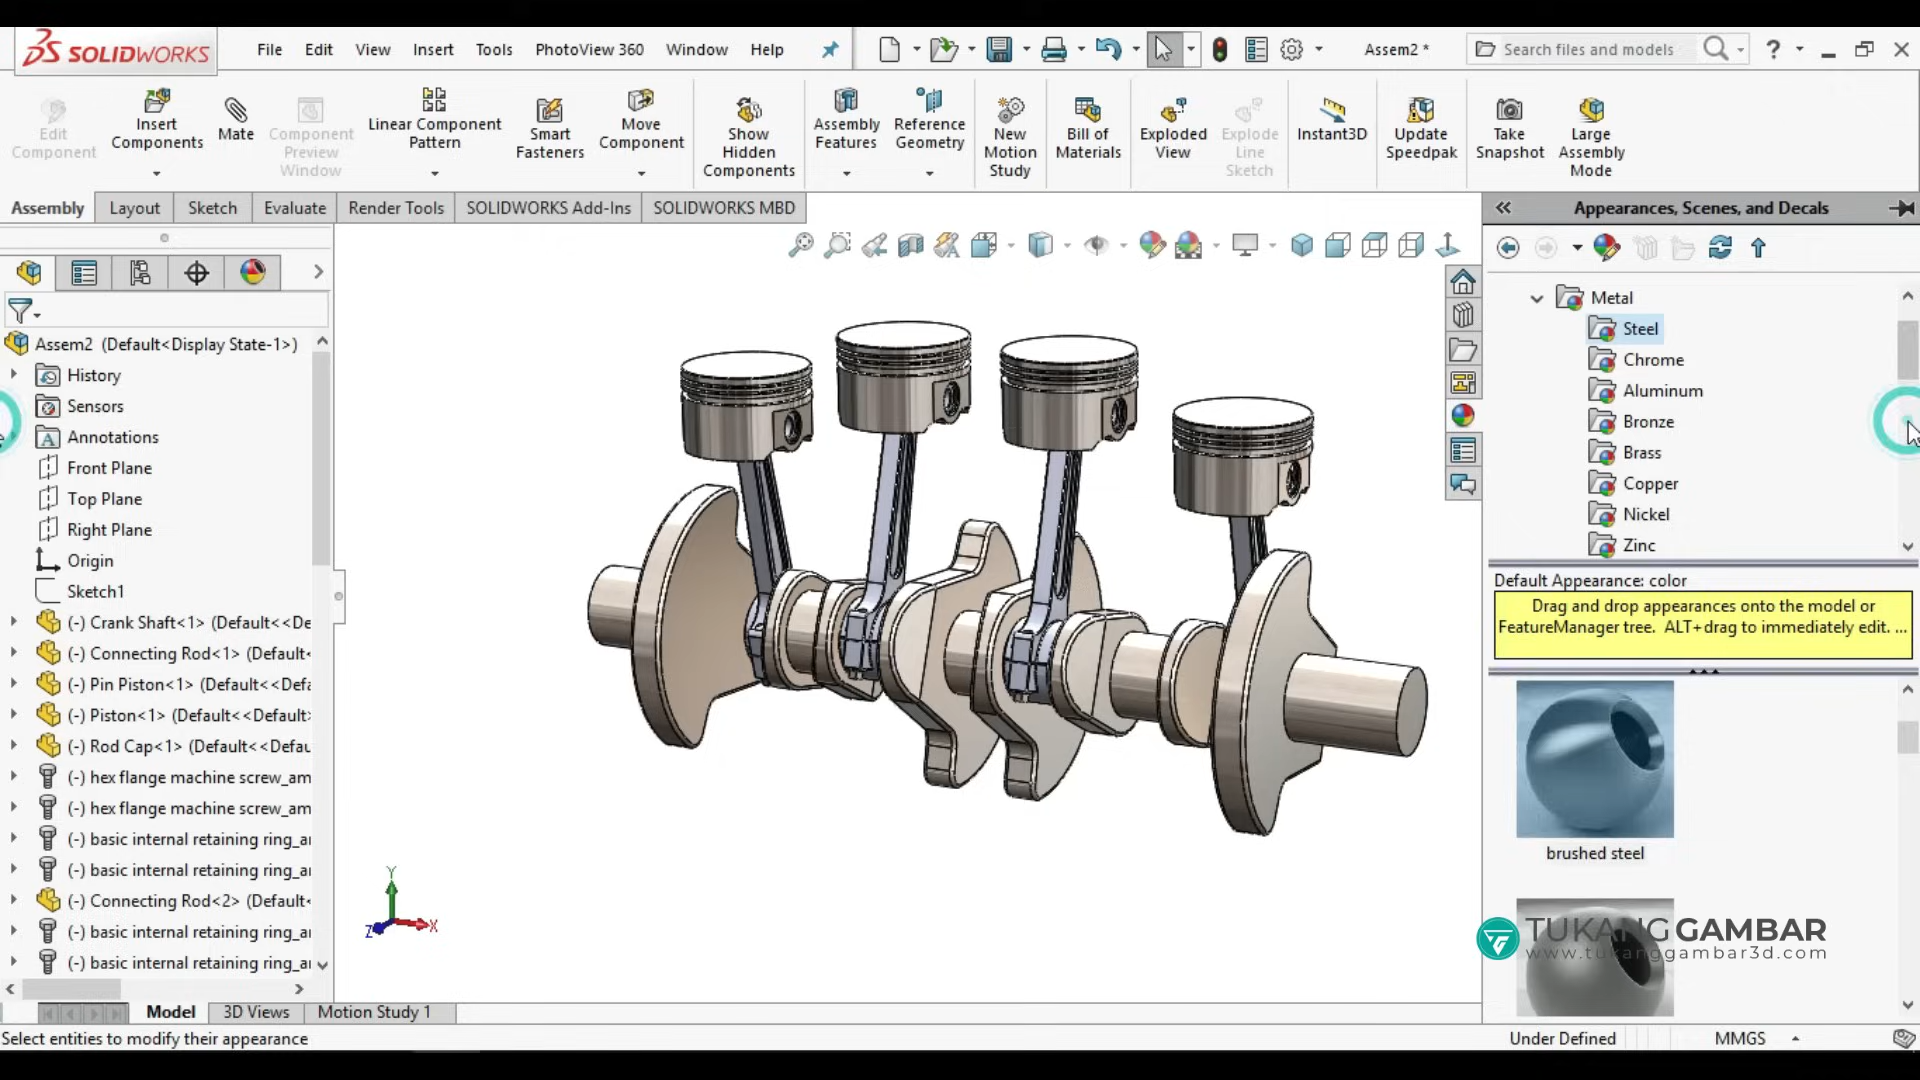 SOLIDWORKS
File Edit View Insert Tools PhotoView 360 Window Help
Assem2 *
Search files and models
?
Edit Component
Insert Components
Mate
Component Preview Window
Linear Component Pattern
Smart Fasteners
Move Component
Show Hidden Components
Assembly Features
Reference Geometry
New Motion Study
Bill of Materials
Exploded View
Explode Line Sketch
Instant3D
Update Speedpak
Take Snapshot
Large Assembly Mode
Assembly Layout Sketch Evaluate Render Tools SOLIDWORKS Add-Ins SOLIDWORKS MBD
Appearances, Scenes, and Decals
Assem2 (Default<Display State-1>)
History
Sensors
Annotations
Front Plane
Top Plane
Right Plane
Origin
Sketch1
(-) Crank Shaft<1> (Default<<De
(-) Connecting Rod<1> (Default<
(-) Pin Piston<1> (Default<<Defa
(-) Piston<1> (Default<<Default>
(-) Rod Cap<1> (Default<<Defau
(-) hex flange machine screw_am
(-) hex flange machine screw_am
(-) basic internal retaining ring_ar
(-) basic internal retaining ring_ar
(-) Connecting Rod<2> (Default<
(-) basic internal retaining ring_ar
(-) basic internal retaining ring_ar
Y
Z
X
Metal
Steel
Chrome
Aluminum
Bronze
Brass
Copper
Nickel
Zinc
Default Appearance: color
Drag and drop appearances onto the model or
FeatureManager tree. ALT+drag to immediately edit. ...
brushed steel
TUKANG GAMBAR
www.tukanggambar3d.com
Model 3D Views Motion Study 1
Select entities to modify their appearance
Under Defined
MMGS